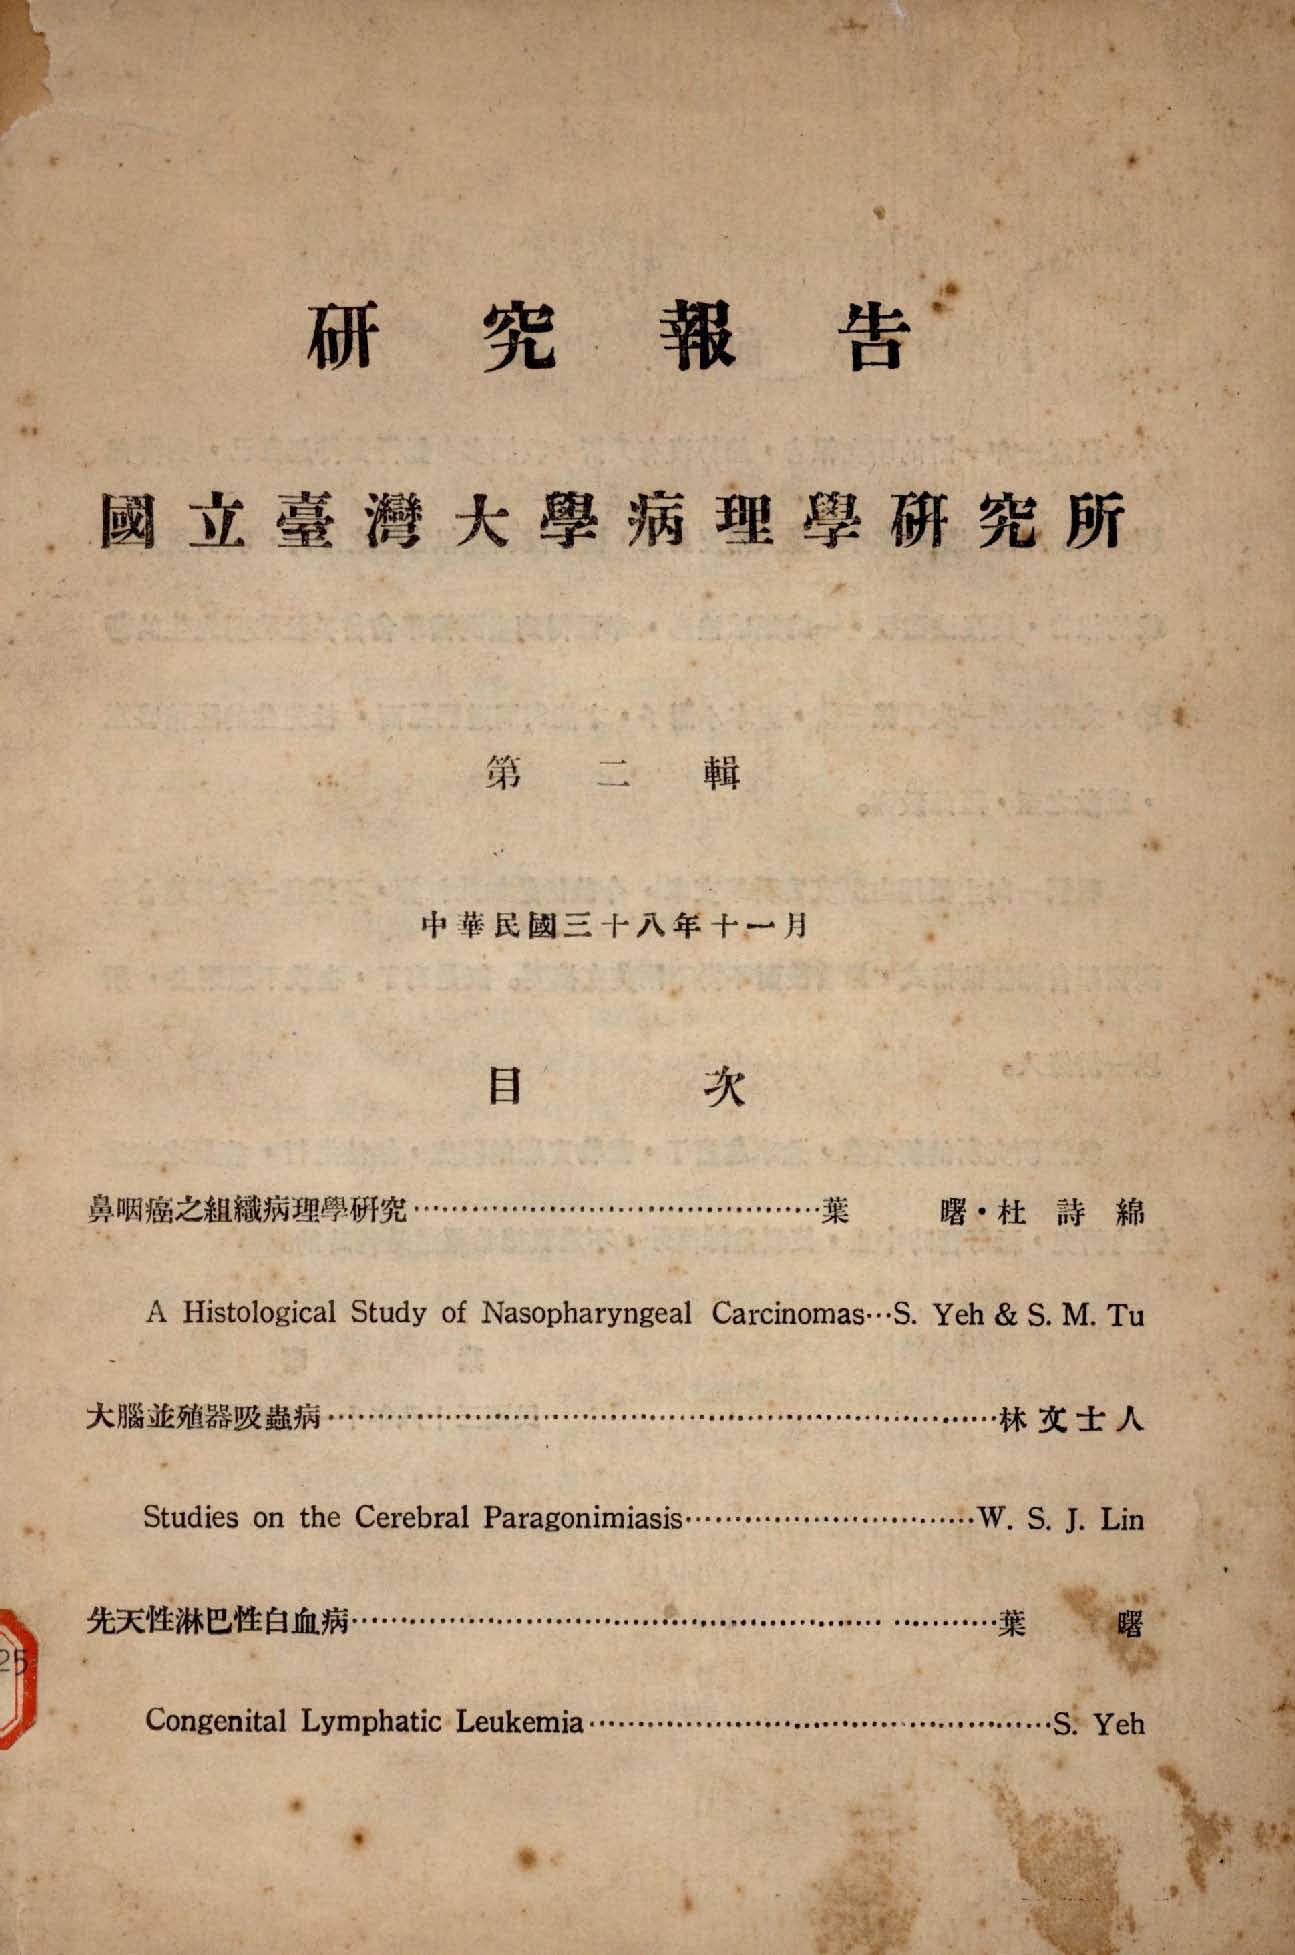 研究報告
國立臺灣大學病理學研究所
第二輯
中華民國三十八年十一月
目次
鼻咽癌之組織病理學研究……………………………………葉　曙・杜詩綿
A Histological Study of Nasopharyngeal Carcinomas…S. Yeh & S. M. Tu
大腦並殖器吸蟲病……………………………………………………林文士人
Studies on the Cerebral Paragonimiasis…………………………W. S. J. Lin
先天性淋巴性白血病…………………………………………………葉　曙
Congenital Lymphatic Leukemia………………………………………S. Yeh
25